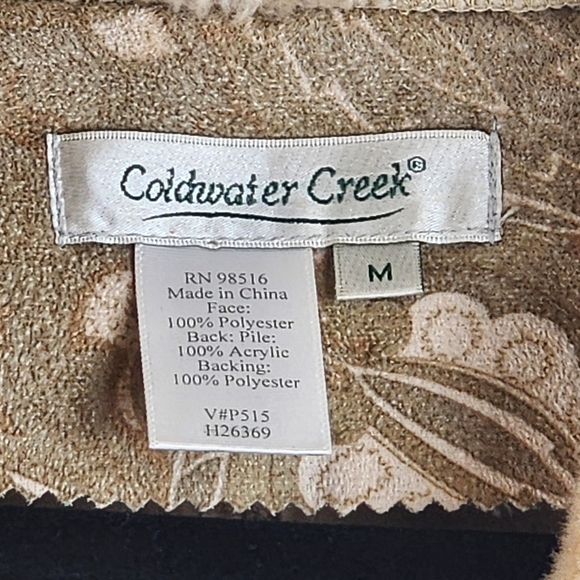 Coldwater Creek®
M
RN 98516
Made in China
Face:
100% Polyester
Back: Pile:
100% Acrylic
Backing:
100% Polyester
V#P515
H26369